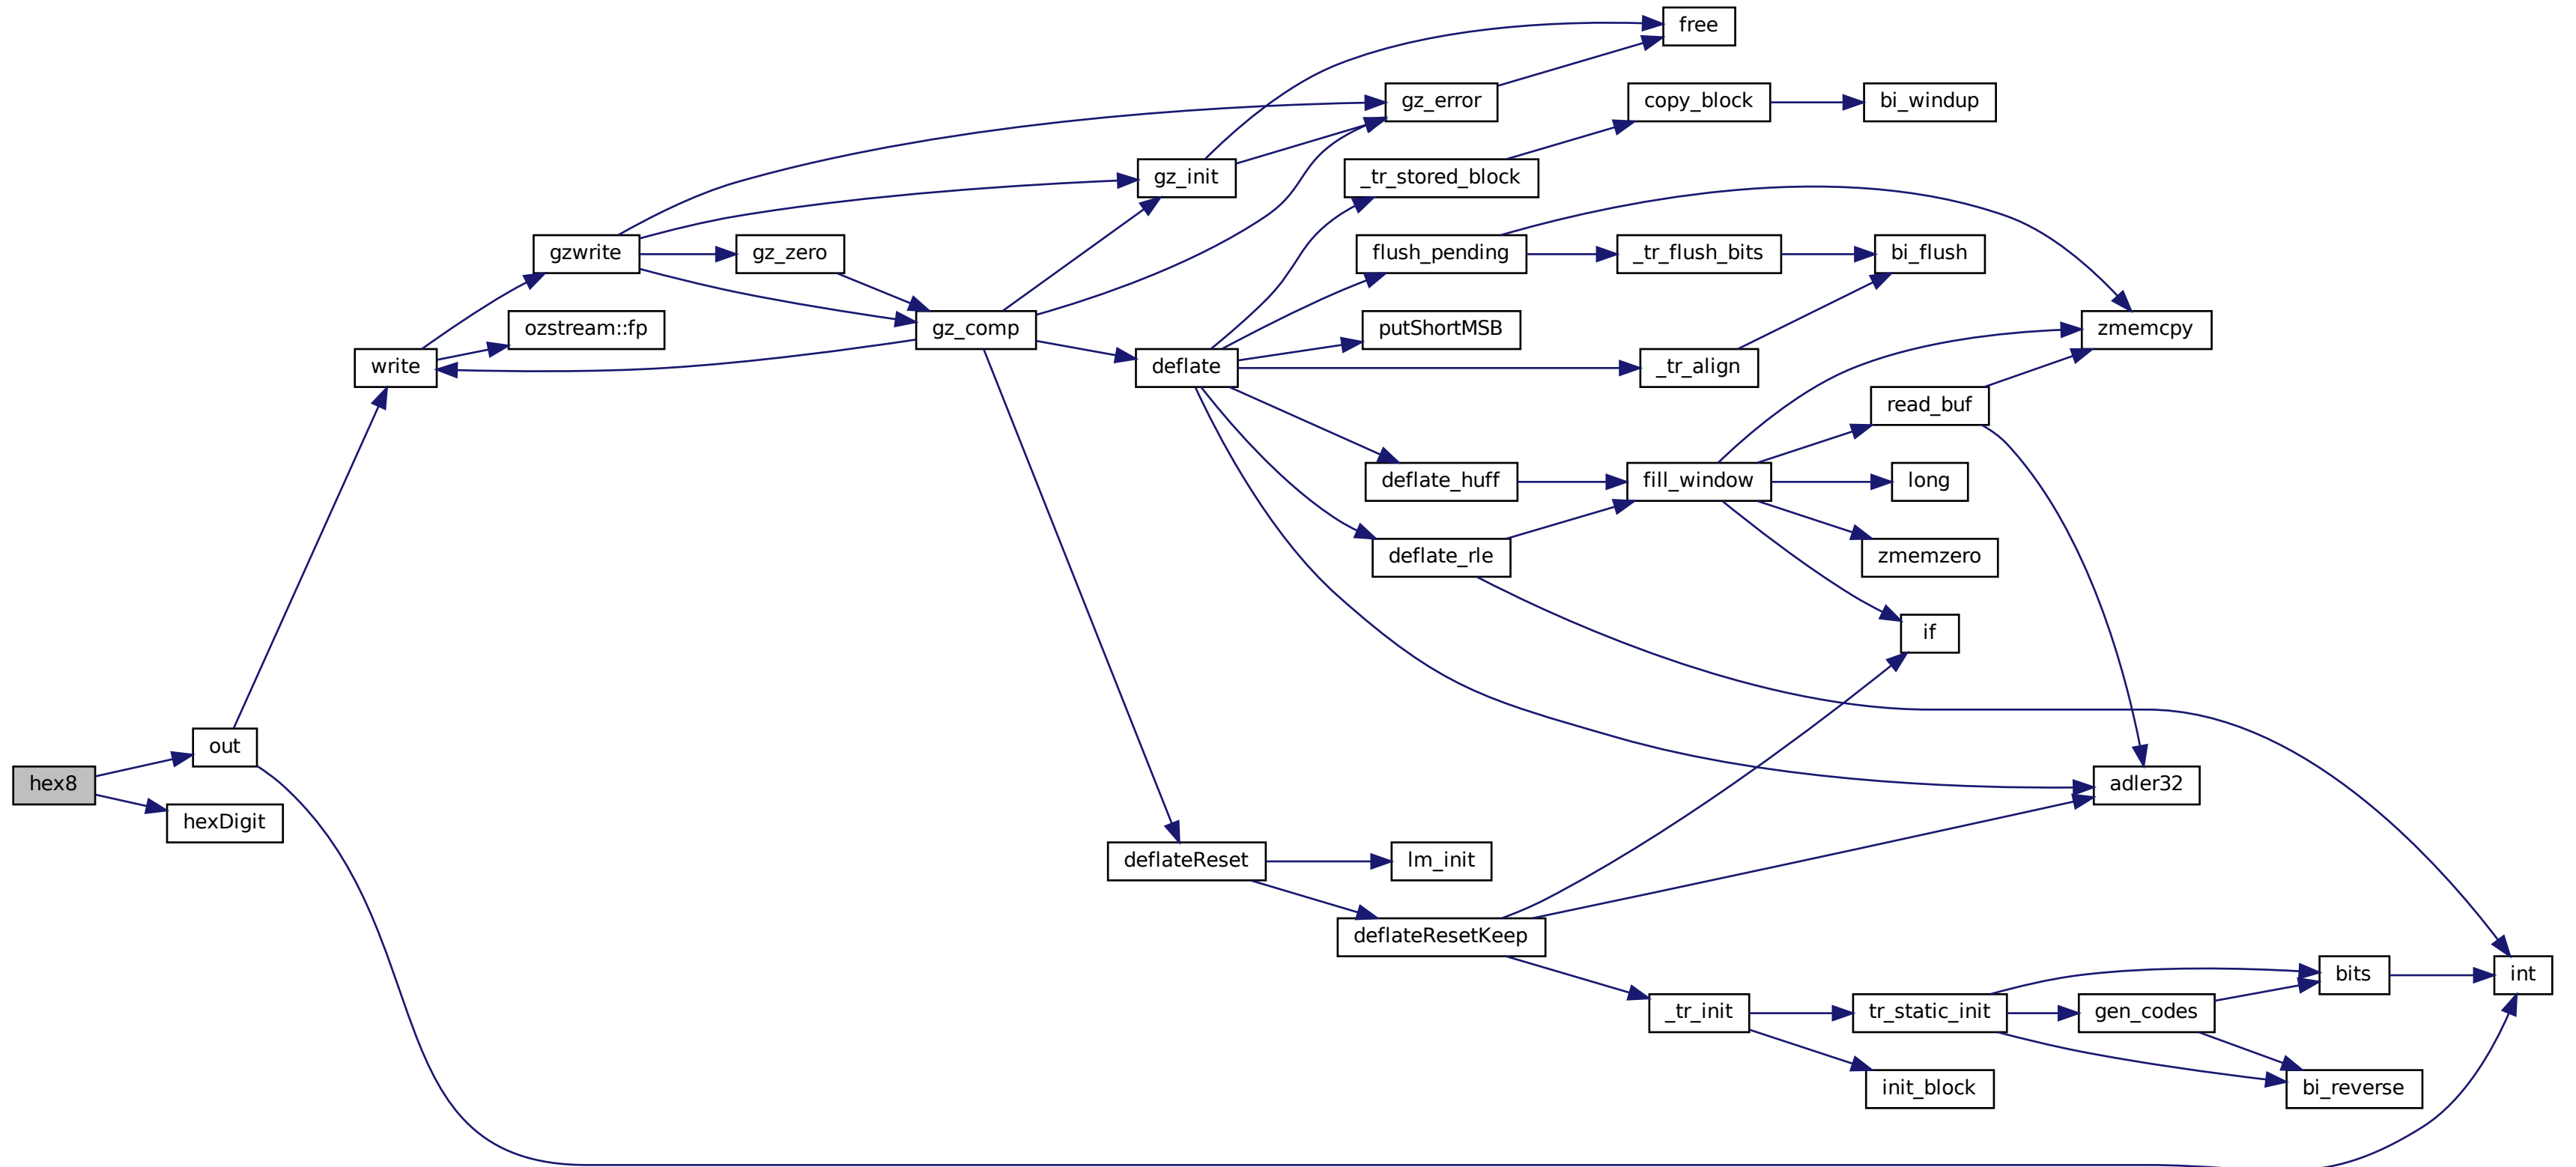 free
gz_error
copy_block
bi_windup
gz_init
_tr_stored_block
gzwrite
gz_zero
flush_pending
_tr_flush_bits
bi_flush
ozstream::fp
gz_comp
putShortMSB
zmemcpy
write
deflate
_tr_align
read_buf
deflate_huff
fill_window
long
deflate_rle
zmemzero
if
out
hex8
adler32
hexDigit
deflateReset
lm_init
deflateResetKeep
bits
int
_tr_init
tr_static_init
gen_codes
init_block
bi_reverse